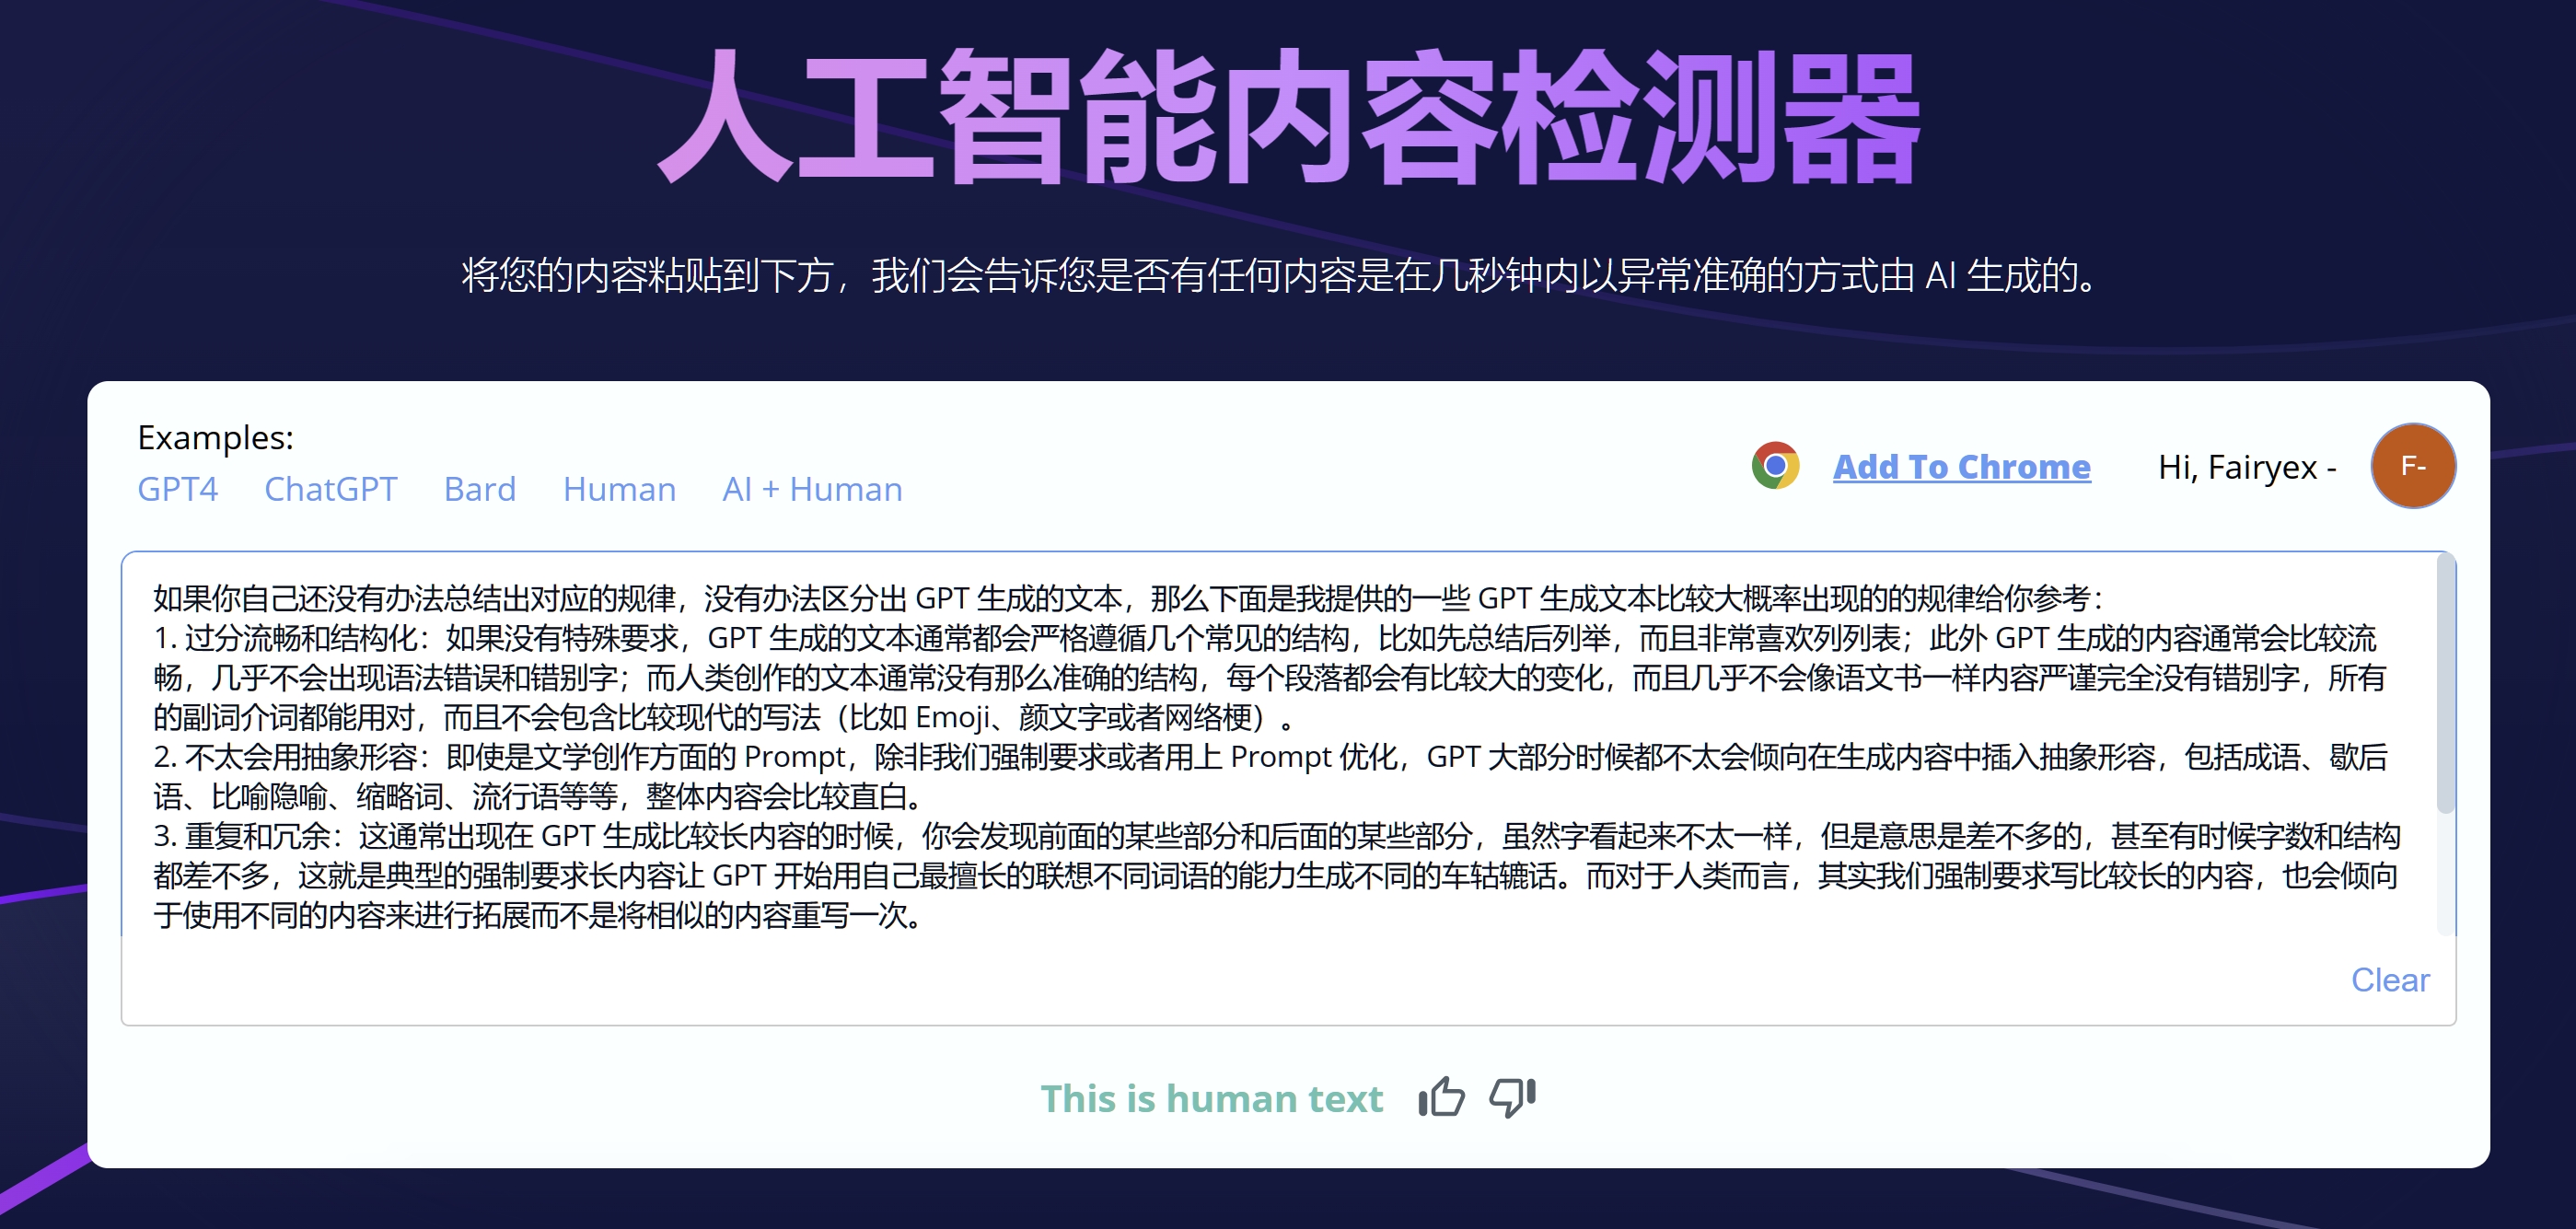 人工智能内容检测器
将您的内容粘贴到下方，我们会告诉您是否有任何内容是在几秒钟内以异常准确的方式由 AI 生成的。
Examples:
GPT4 ChatGPT Bard Human AI + Human
Add To Chrome Hi, Fairyex - F-
如果你自己还没有办法总结出对应的规律，没有办法区分出 GPT 生成的文本，那么下面是我提供的一些 GPT 生成文本比较大概率出现的的规律给你参考：
1. 过分流畅和结构化：如果没有特殊要求，GPT 生成的文本通常都会严格遵循几个常见的结构，比如先总结后列举，而且非常喜欢列列表；此外 GPT 生成的内容通常会比较流
畅，几乎不会出现语法错误和错别字；而人类创作的文本通常没有那么准确的结构，每个段落都会有比较大的变化，而且几乎不会像语文书一样内容严谨完全没有错别字，所有
的副词介词都能用对，而且不会包含比较现代的写法（比如 Emoji、颜文字或者网络梗）。
2. 不太会用抽象形容：即使是文学创作方面的 Prompt，除非我们强制要求或者用上 Prompt 优化，GPT 大部分时候都不太会倾向在生成内容中插入抽象形容，包括成语、歇后
语、比喻隐喻、缩略词、流行语等等，整体内容会比较直白。
3. 重复和冗余：这通常出现在 GPT 生成比较长内容的时候，你会发现前面的某些部分和后面的某些部分，虽然字看起来不太一样，但是意思是差不多的，甚至有时候字数和结构
都差不多，这就是典型的强制要求长内容让 GPT 开始用自己最擅长的联想不同词语的能力生成不同的车轱辘话。而对于人类而言，其实我们强制要求写比较长的内容，也会倾向
于使用不同的内容来进行拓展而不是将相似的内容重写一次。
Clear
This is human text